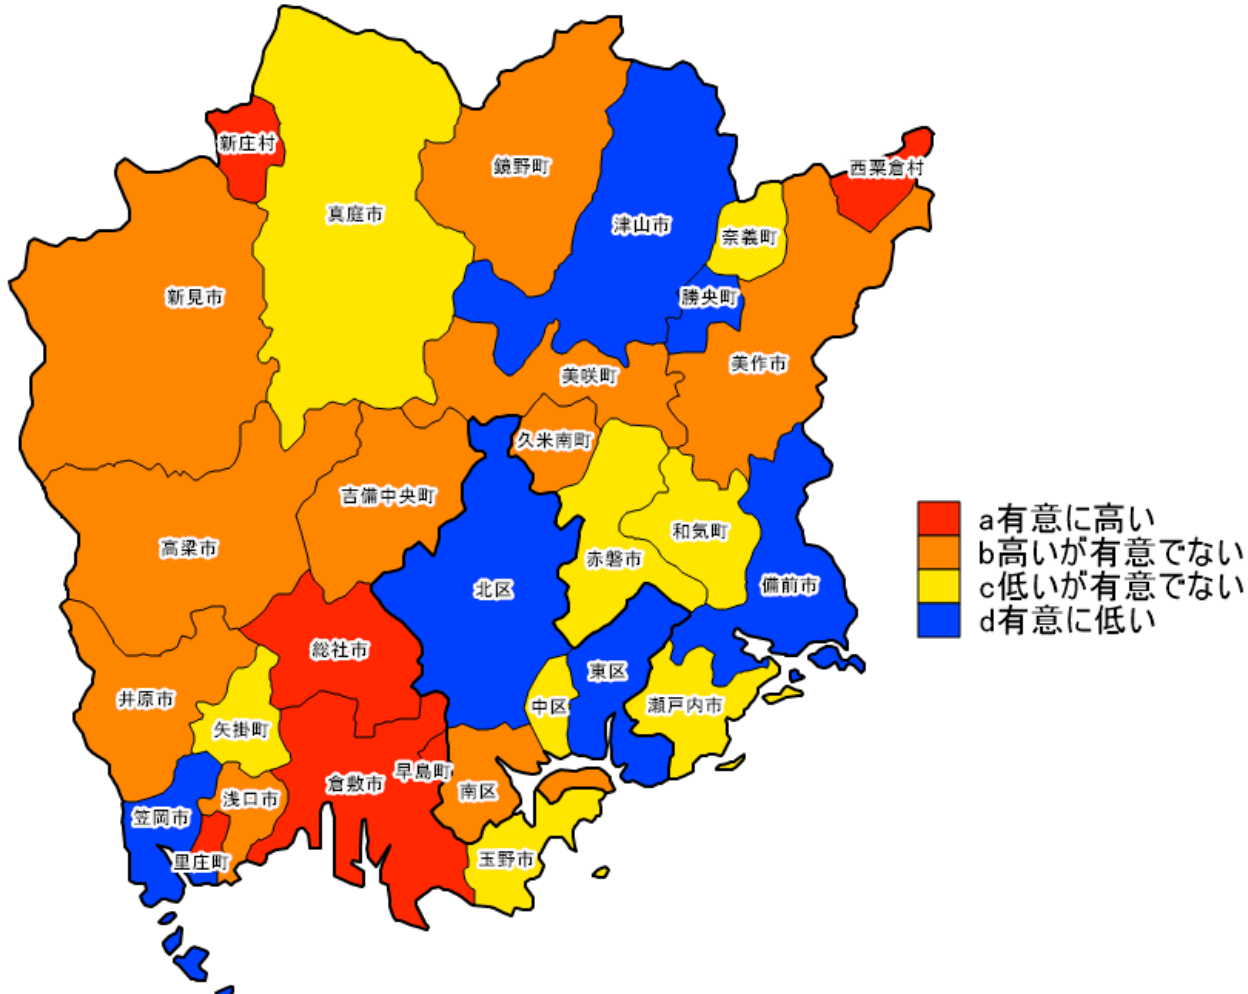 新庄村
西粟倉村
鏡野町
真庭市
津山市
奈義町
新見市
勝央町
美作市
美咲町
久米南町
吉備中央町
和気町
高梁市
赤磐市
備前市
北区
総社市
東区
井原市
中区
瀬戸内市
矢掛町
早島町
倉敷市
南区
浅口市
笠岡市
里庄町
玉野市
a有意に高い
b高いが有意でない
c低いが有意でない
d有意に低い